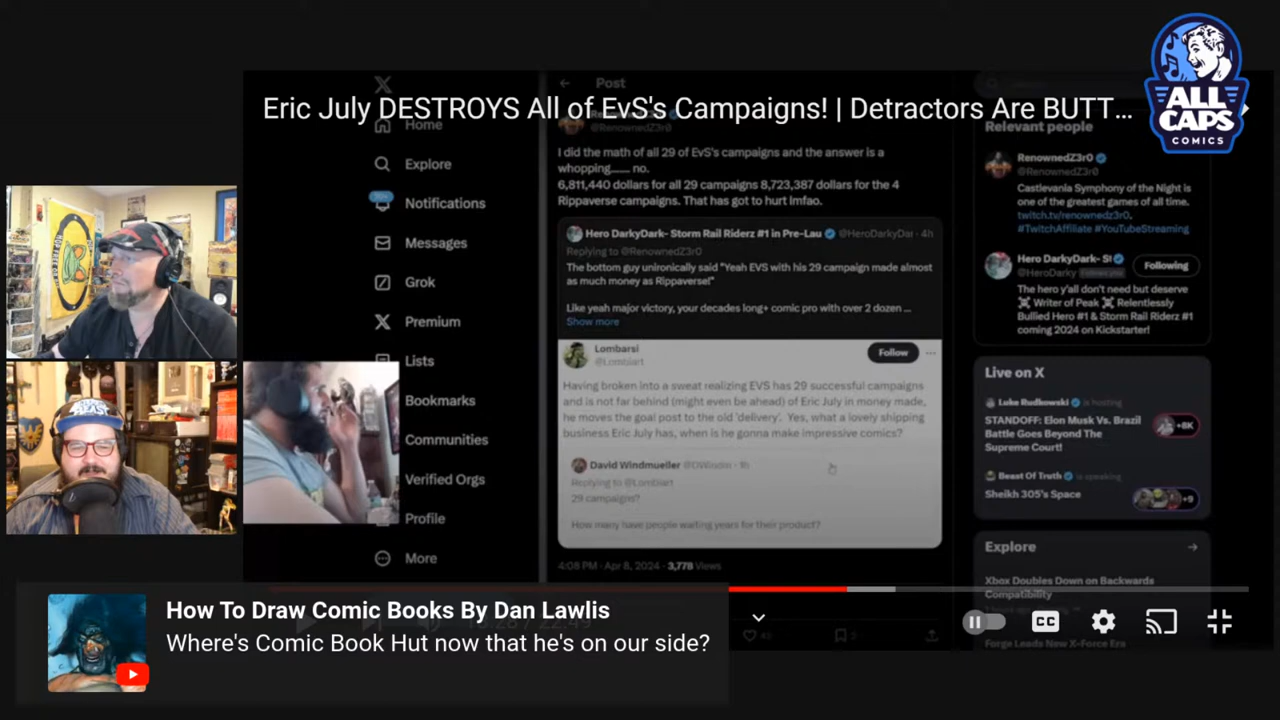 Eric July DESTROYS All of EvS's Campaigns! | Detractors Are BUTT...
ALL
CAPS
COMICS
Home
Explore
Notifications
Messages
Grok
Premium
Lists
Bookmarks
Communities
Verified Orgs
Profile
More
Post
@RenownedZ3r0
I did the math of all 29 of EvS's campaigns and the answer is a
whopping....... no.
6,811,440 dollars for all 29 campaigns 8,723,387 dollars for the 4
Rippaverse campaigns. That has got to hurt lmfao.
Hero DarkyDark- Storm Rail Riderz #1 in Pre-Lau @HeroDarkyDar · 4h
Replying to @RenownedZ3r0
The bottom guy unironically said "Yeah EVS with his 29 campaign made almost
as much money as Rippaverse!"
Like yeah major victory, your decades long+ comic pro with over 2 dozen ...
Show more
Lombarsi
@Lombiart
Follow
Having broken into a sweat realizing EVS has 29 successful campaigns
and is not far behind (might even be ahead) of Eric July in money made,
he moves the goal post to the old 'delivery'. Yes, what a lovely shipping
business Eric July has, when is he gonna make impressive comics?
David Windmueller · 1h
Replying to @Lombiart
29 campaigns?
How many have people waiting years for their product?
4:08 PM · Apr 8, 2024 · 3,778 Views
Relevant people
RenownedZ3r0
@RenownedZ3r0
Castlevania Symphony of the Night is
one of the greatest games of all time.
twitch.tv/renownedz3r0.
#TwitchAffiliate #YouTubeStreaming
Hero DarkyDark- St
@HeroDarky
Following
The hero y'all don't need but deserve
Writer of Peak Relentlessly
Bullied Hero #1 & Storm Rail Riderz #1
coming 2024 on Kickstarter!
Live on X
Luke Rudkowski is hosting
STANDOFF: Elon Musk Vs. Brazil
Battle Goes Beyond The
Supreme Court!
+8K
Beast Of Truth is speaking
Sheikh 305's Space
+9
Explore
Xbox Doubles Down on Backwards
Compatibility
Forge Leads New X-Force Era
CC
How To Draw Comic Books By Dan Lawlis
Where's Comic Book Hut now that he's on our side?